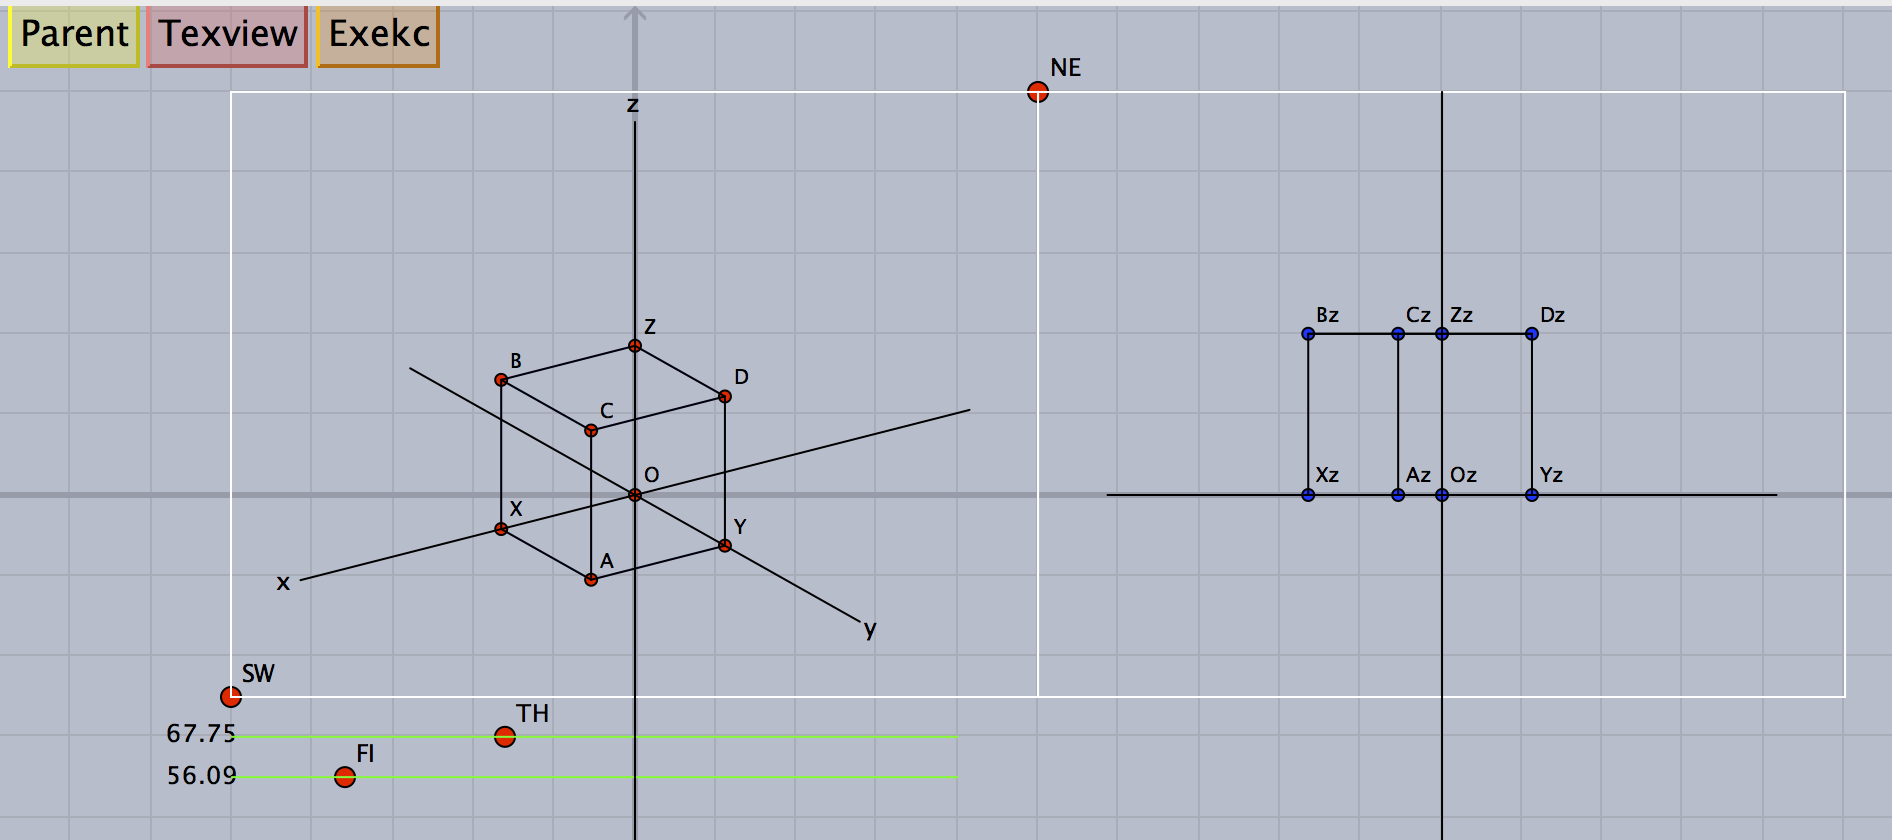 Parent Texview Exekc
NE
z
Bz Cz Zz Dz
Z
B
D
C
O
Xz Az Oz Yz
X
Y
A
x
y
SW
TH
67.75
FI
56.09